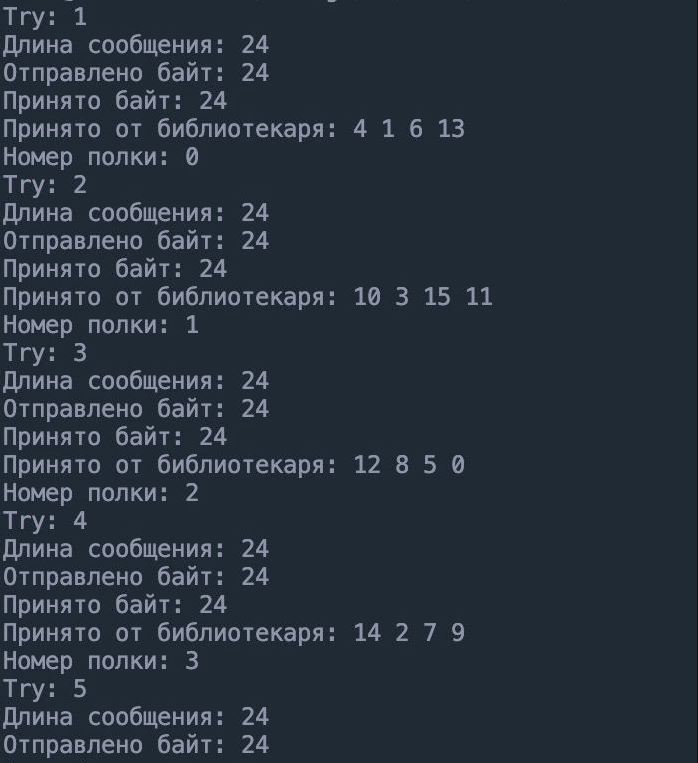 Try: 1
Длина сообщения: 24
Отправлено байт: 24
Принято байт: 24
Принято от библиотекаря: 4 1 6 13
Номер полки: 0
Try: 2
Длина сообщения: 24
Отправлено байт: 24
Принято байт: 24
Принято от библиотекаря: 10 3 15 11
Номер полки: 1
Try: 3
Длина сообщения: 24
Отправлено байт: 24
Принято байт: 24
Принято от библиотекаря: 12 8 5 0
Номер полки: 2
Try: 4
Длина сообщения: 24
Отправлено байт: 24
Принято байт: 24
Принято от библиотекаря: 14 2 7 9
Номер полки: 3
Try: 5
Длина сообщения: 24
Отправлено байт: 24